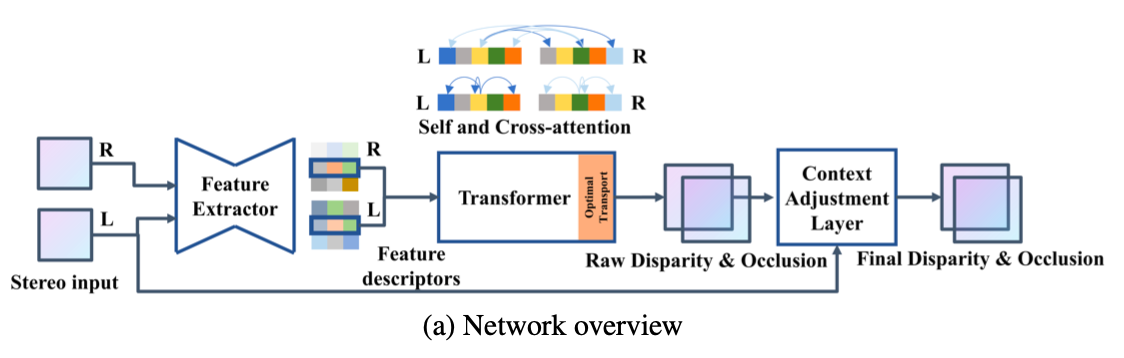 L R
L R
Self and Cross-attention
R
L
Stereo input
Feature
Extractor
R
L
Feature
descriptors
Transformer
Optimal
Transport
Raw Disparity & Occlusion
Context
Adjustment
Layer
Final Disparity & Occlusion
(a) Network overview